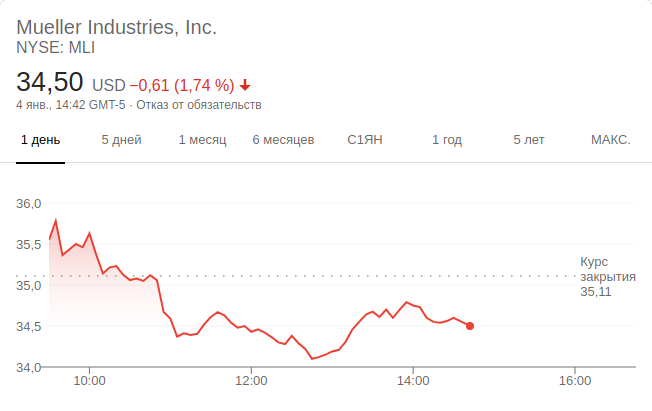 Mueller Industries, Inc.
NYSE: MLI
34,50 USD −0,61 (1,74 %)
4 янв., 14:42 GMT-5 · Отказ от обязательств
1 день 5 дней 1 месяц 6 месяцев С1ЯН 1 год 5 лет МАКС.
36,0
35,5
Курс
закрытия
35,0
35,11
34,5
34,0
10:00 12:00 14:00 16:00